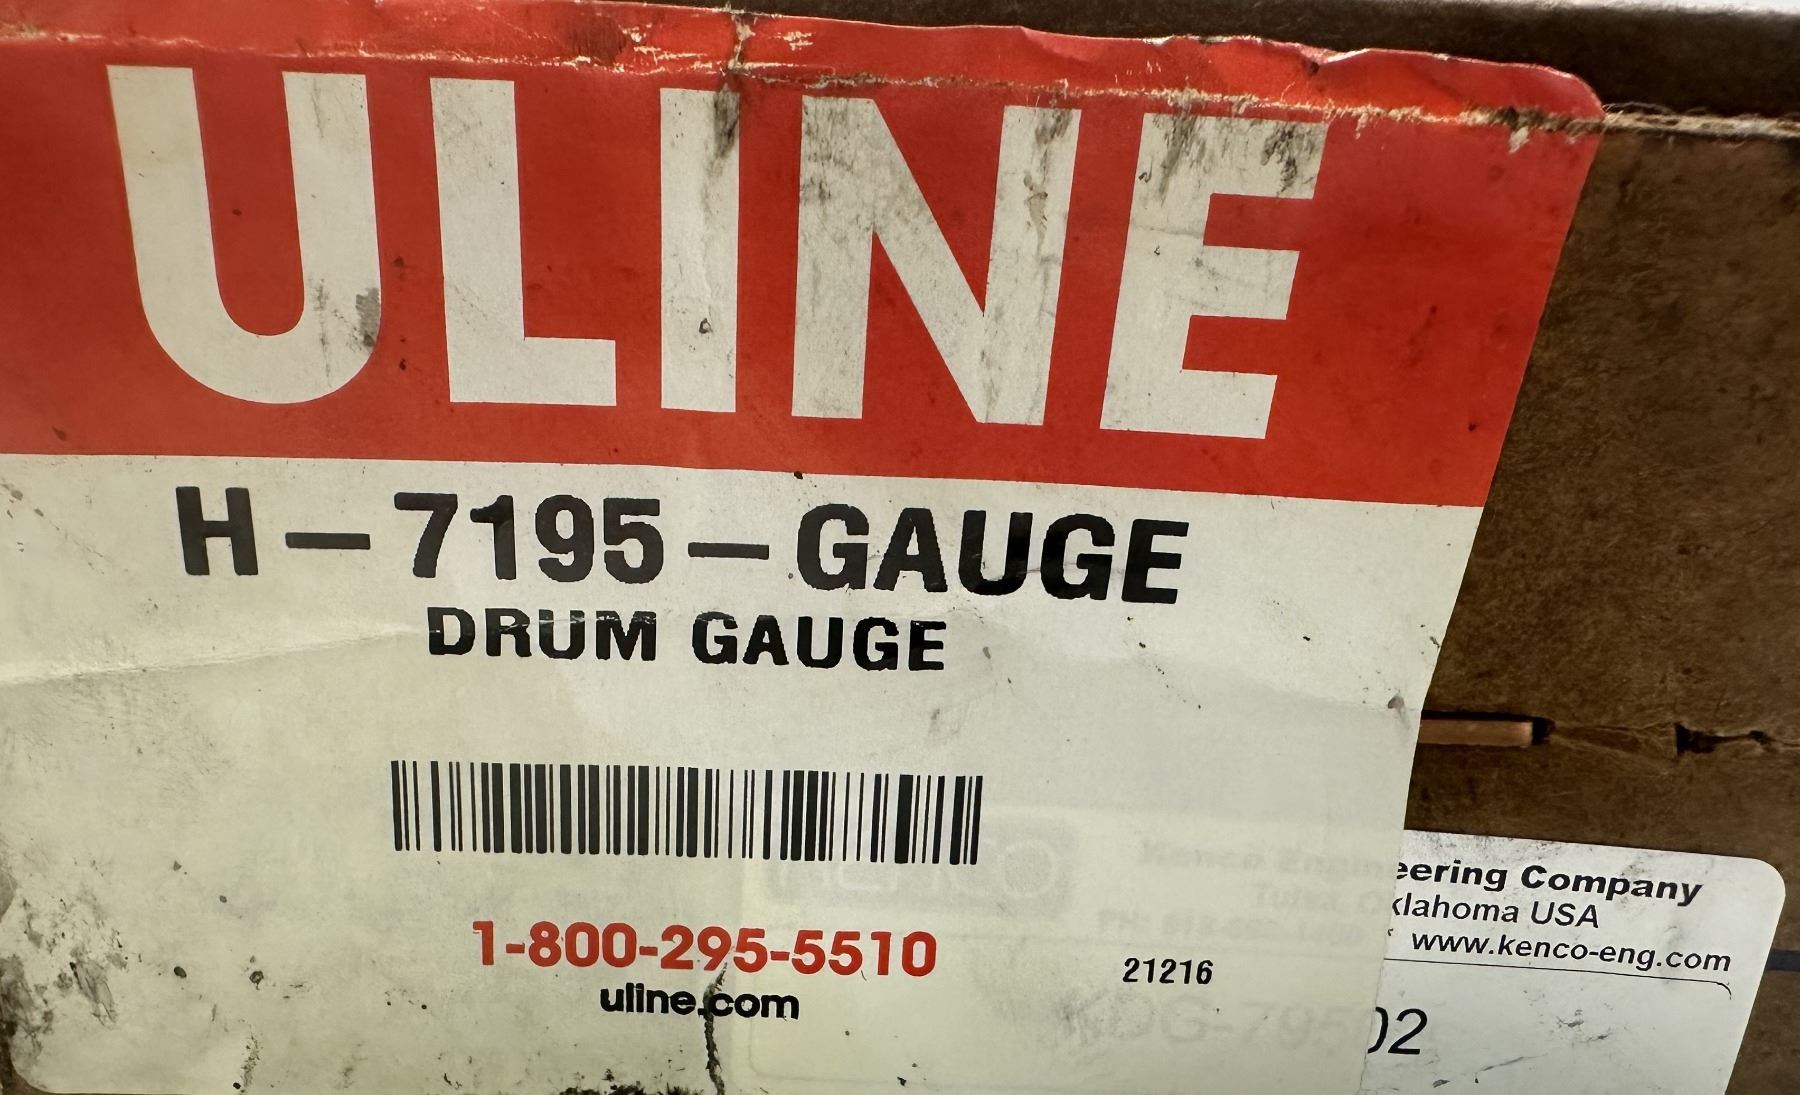 ULINE
H-7195-GAUGE
DRUM GAUGE
1-800-295-5510
uline.com
21216
eering Company
klahoma USA
www.kenco-eng.com
02